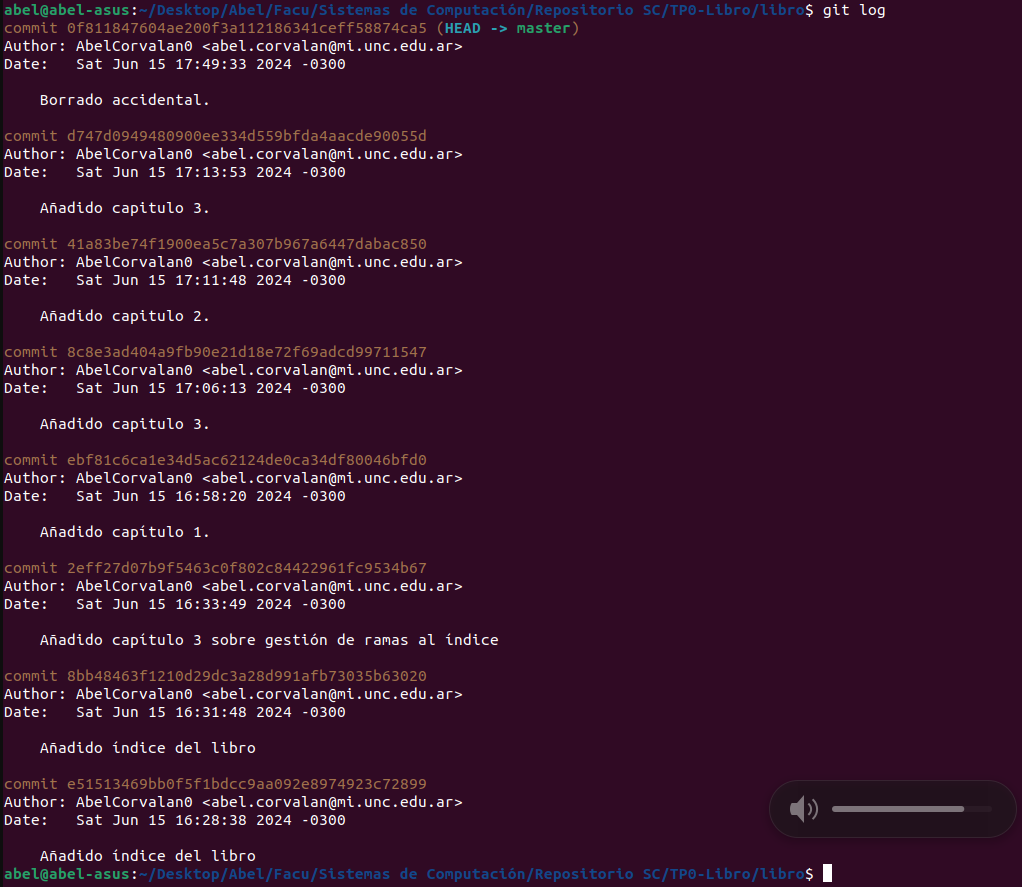 abel@abel-asus:~/Desktop/Abel/Facu/Sistemas de Computación/Repositorio SC/TP0-Libro/libro$ git log
commit 0f811847604ae200f3a112186341ceff58874ca5 (HEAD -> master)
Author: AbelCorvalan0 <abel.corvalan@mi.unc.edu.ar>
Date:   Sat Jun 15 17:49:33 2024 -0300
    Borrado accidental.
commit d747d0949480900ee334d559bfda4aacde90055d
Author: AbelCorvalan0 <abel.corvalan@mi.unc.edu.ar>
Date:   Sat Jun 15 17:13:53 2024 -0300
    Añadido capitulo 3.
commit 41a83be74f1900ea5c7a307b967a6447dabac850
Author: AbelCorvalan0 <abel.corvalan@mi.unc.edu.ar>
Date:   Sat Jun 15 17:11:48 2024 -0300
    Añadido capitulo 2.
commit 8c8e3ad404a9fb90e21d18e72f69adcd99711547
Author: AbelCorvalan0 <abel.corvalan@mi.unc.edu.ar>
Date:   Sat Jun 15 17:06:13 2024 -0300
    Añadido capitulo 3.
commit ebf81c6ca1e34d5ac62124de0ca34df80046bfd0
Author: AbelCorvalan0 <abel.corvalan@mi.unc.edu.ar>
Date:   Sat Jun 15 16:58:20 2024 -0300
    Añadido capítulo 1.
commit 2eff27d07b9f5463c0f802c84422961fc9534b67
Author: AbelCorvalan0 <abel.corvalan@mi.unc.edu.ar>
Date:   Sat Jun 15 16:33:49 2024 -0300
    Añadido capítulo 3 sobre gestión de ramas al índice
commit 8bb48463f1210d29dc3a28d991afb73035b63020
Author: AbelCorvalan0 <abel.corvalan@mi.unc.edu.ar>
Date:   Sat Jun 15 16:31:48 2024 -0300
    Añadido índice del libro
commit e51513469bb0f5f1bdcc9aa092e8974923c72899
Author: AbelCorvalan0 <abel.corvalan@mi.unc.edu.ar>
Date:   Sat Jun 15 16:28:38 2024 -0300
    Añadido índice del libro
abel@abel-asus:~/Desktop/Abel/Facu/Sistemas de Computación/Repositorio SC/TP0-Libro/libro$